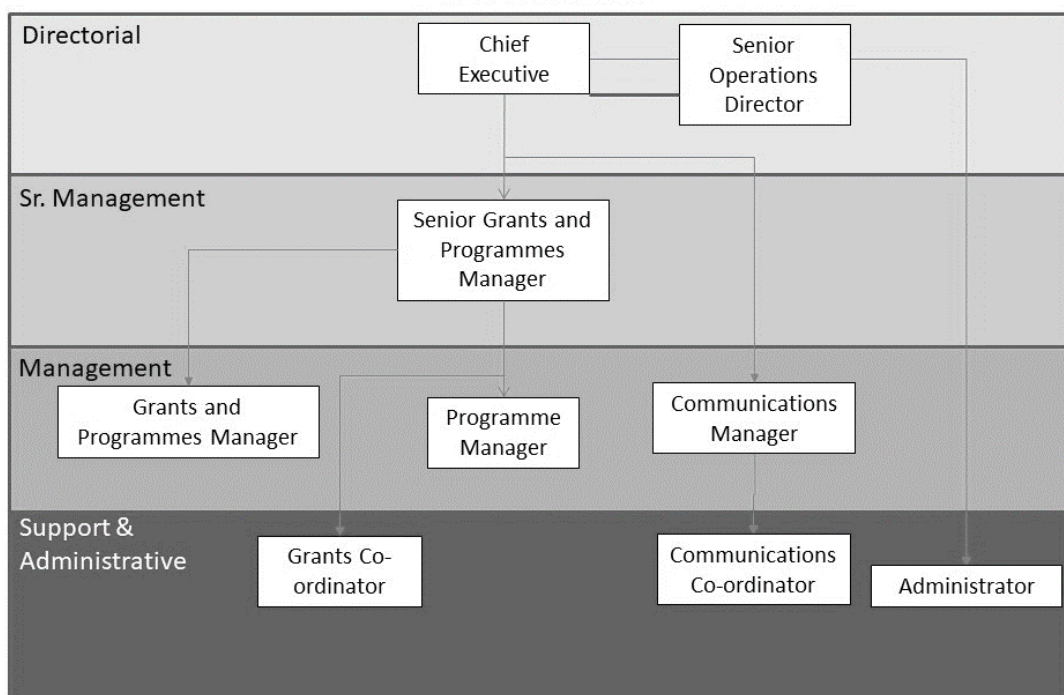 Directorial
Chief
Executive
Senior
Operations
Director
Sr. Management
Senior Grants and
Programmes
Manager
Management
Grants and
Programmes Manager
Programme
Manager
Communications
Manager
Support &
Administrative
Grants Co-
ordinator
Communications
Co-ordinator
Administrator